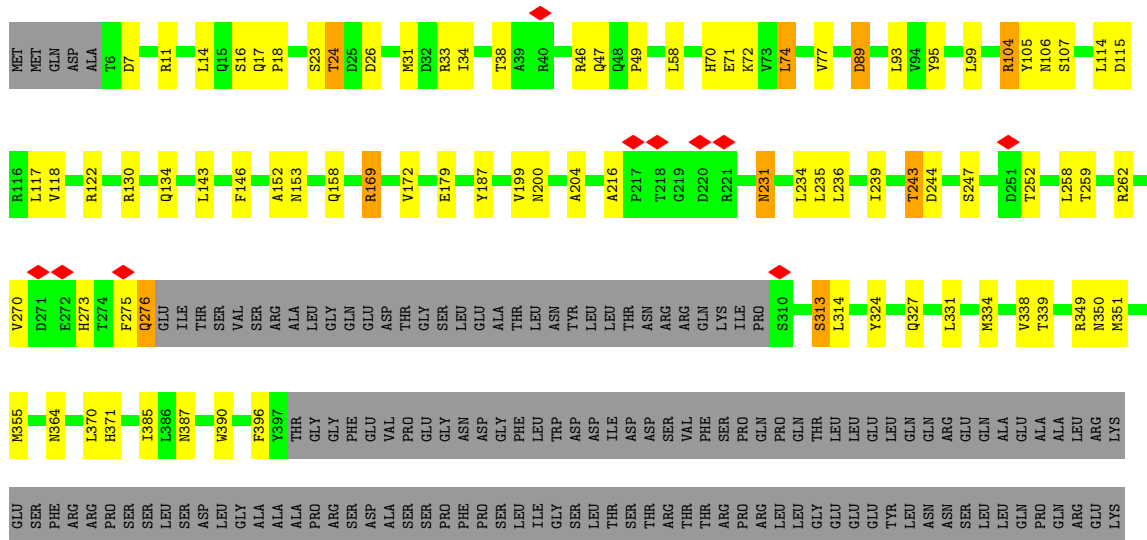 MET MET GLY ASP ALA T6 D7 R11 L14 Q15 S16 Q17 P18 S23 T24 D25 D26 M31 D32 R33 I34 T38 A39 R40 R46 Q47 Q48 P49 L58 H70 E71 K72 V73 L74 V77 D89 L93 V94 Y95 L99 R104 Y105 N106 S107 L114 D115
R116 L117 V118 R122 R130 Q134 L143 F146 A152 N153 Q158 R169 V172 E179 Y187 V199 N200 A204 A216 P217 T218 G219 D220 R221 N231 L234 L235 L236 I239 T243 D244 S247 D251 T252 L258 T259 R262
V270 D271 E272 H273 T274 F275 Q276 GLU ILE THR SER VAL SER ARG ALA LEU GLY GLN GLU ASP THR GLY SER LEU GLU ALA THR LEU ASN TYR LEU LEU THR ASN ARG ARG GLN LYS ILE PRO S310 S313 L314 Y324 Q327 L331 M334 V338 T339 R349 N350 M351
M355 N364 L370 H371 I385 L386 N387 W390 F396 Y397 THR GLY GLY PHE GLU VAL PRO GLU GLY ASN ASP GLY PHE LEU TRP ASP ASP ILE ASP ASP SER VAL PHE SER PRO GLN PRO GLN THR LEU LEU GLU LEU GLN GLN ARG GLU GLN ALA GLU ALA ALA LEU ARG LYS
GLU SER PHE ARG ARG PRO SER SER ASP LEU GLY ALA ALA ALA PRO ARG SER ASP ALA SER SER PRO PHE PRO SER LEU ILE GLY SER LEU THR SER THR ARG THR THR ARG PRO ARG LEU LEU GLY GLU GLU GLU TYR LEU ASN ASN SER LEU LEU GLN PRO GLN ARG GLU LYS